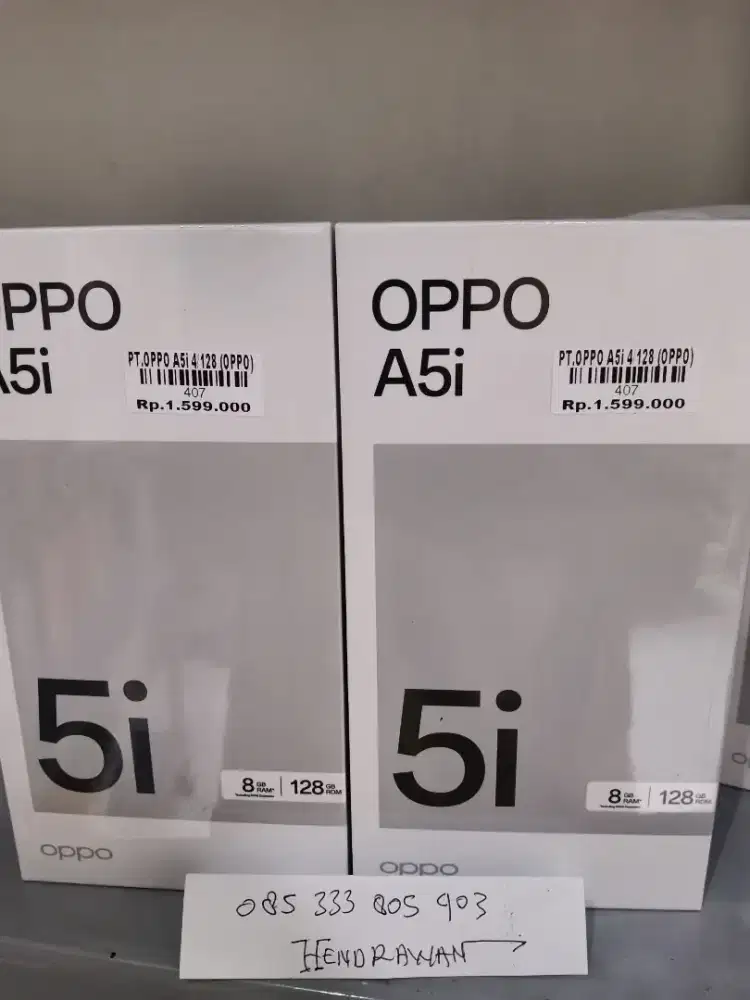 PPO
A5i
PT.OPPO A5i 4/128 (OPPO)
407
Rp.1.599.000
5i
8 GB RAM* | 128 GB ROM
oppo
OPPO
A5i
PT.OPPO A5i 4/128 (OPPO)
407
Rp.1.599.000
5i
8 GB RAM* | 128 GB ROM
oppo
085 333 805 903
HENDRAWAN